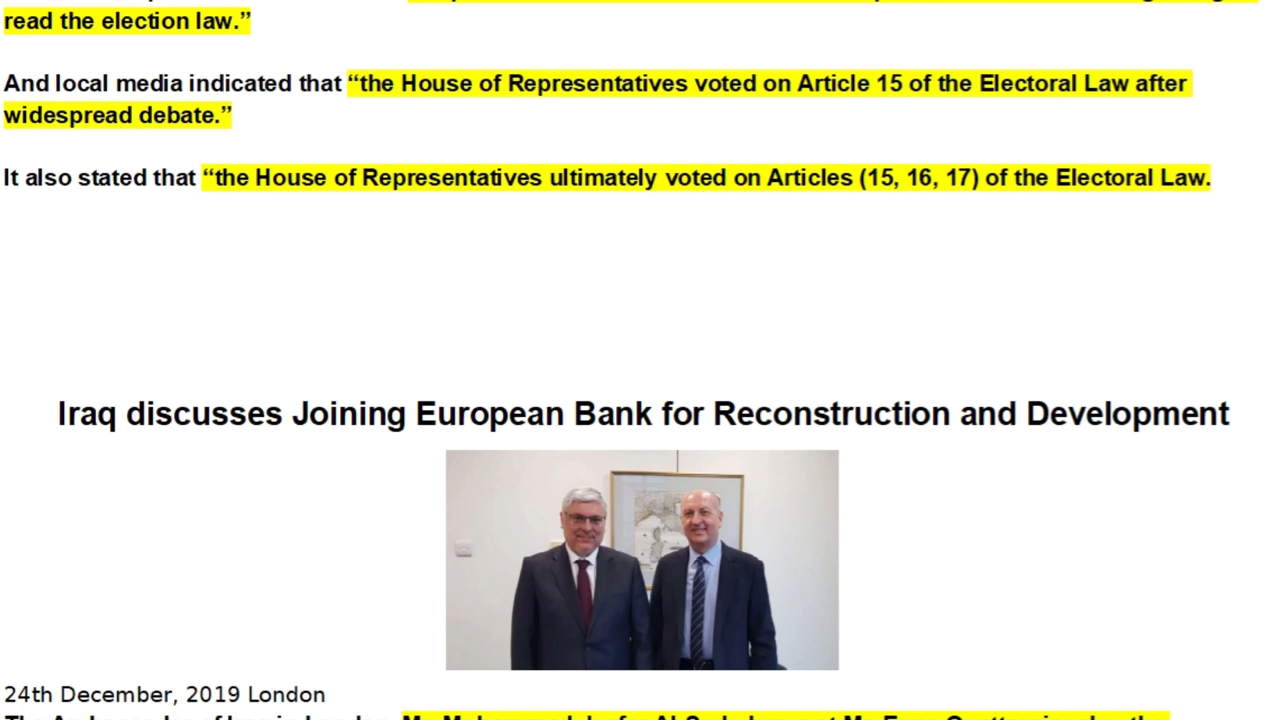 read the election law.”
And local media indicated that “the House of Representatives voted on Article 15 of the Electoral Law after
widespread debate.”
It also stated that “the House of Representatives ultimately voted on Articles (15, 16, 17) of the Electoral Law.
Iraq discusses Joining European Bank for Reconstruction and Development
24th December, 2019 London